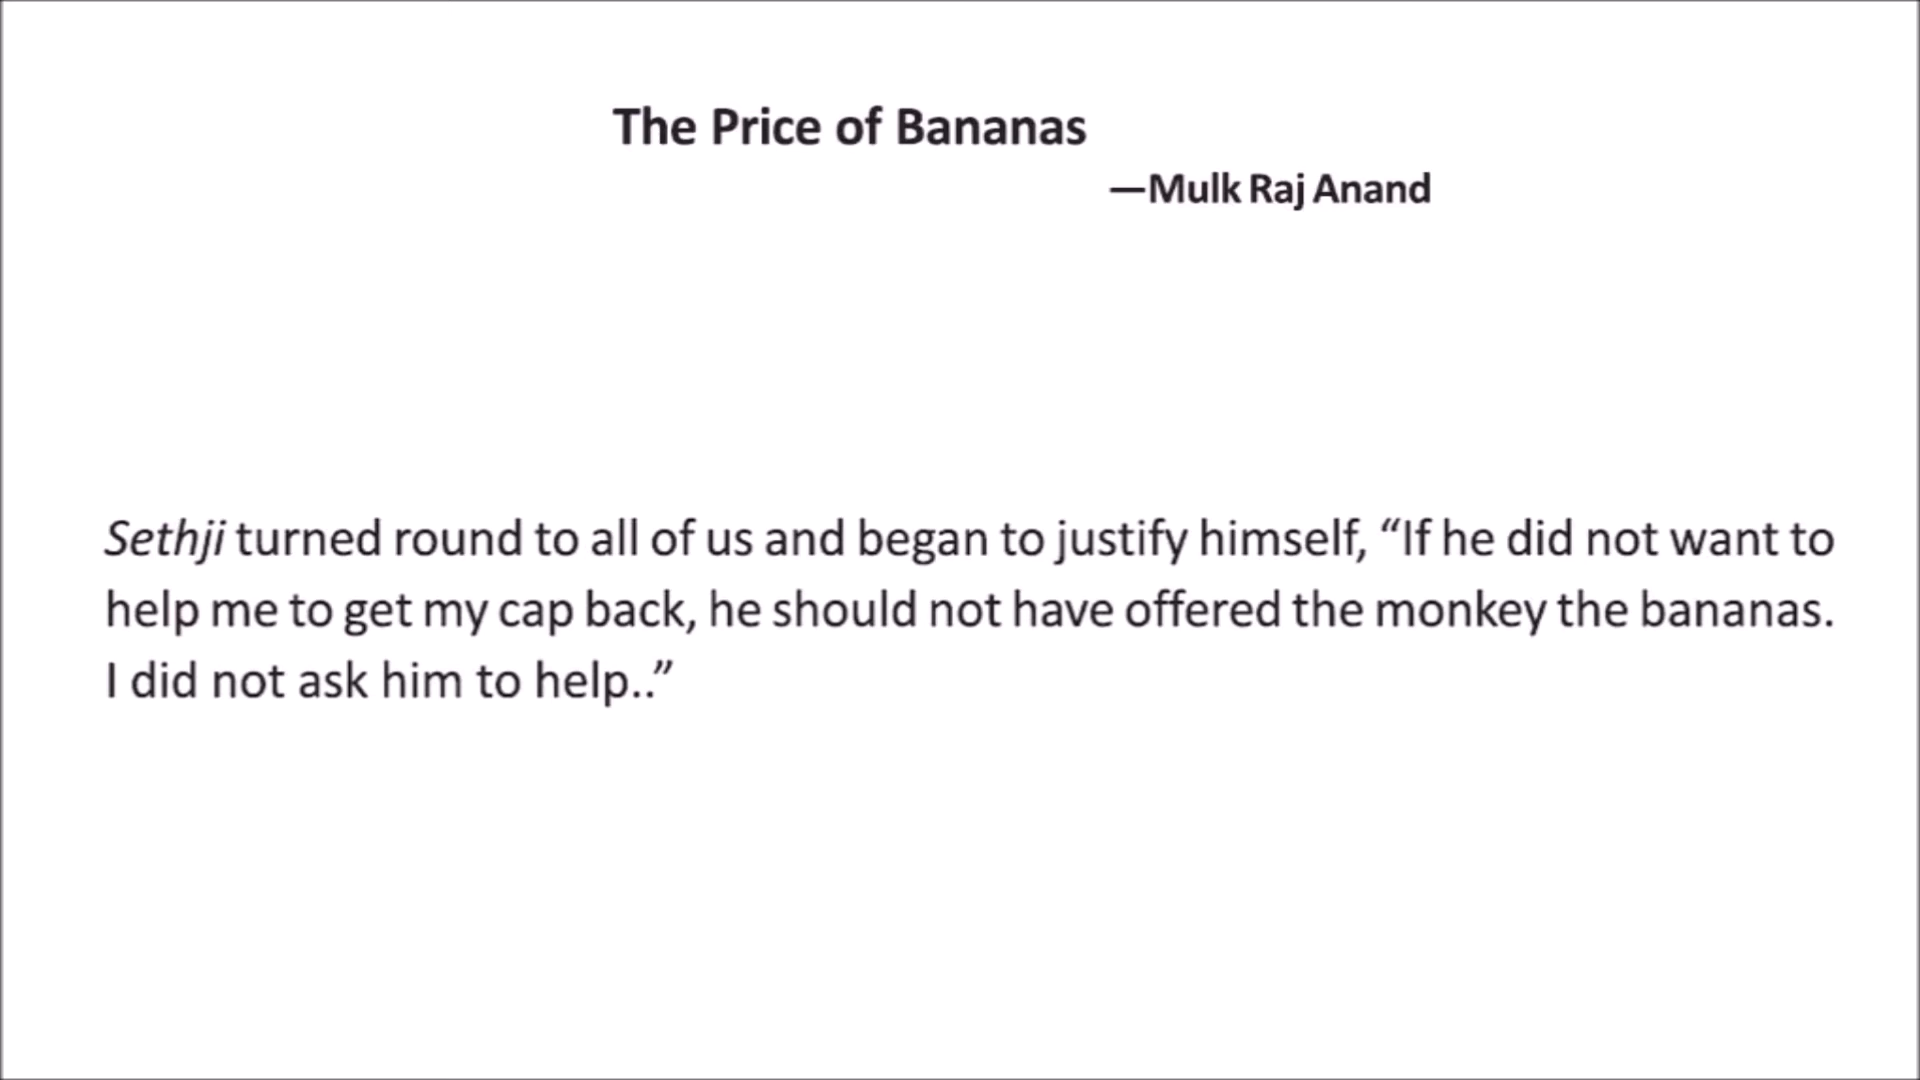 The Price of Bananas
—Mulk Raj Anand
Sethji turned round to all of us and began to justify himself, “If he did not want to
help me to get my cap back, he should not have offered the monkey the bananas.
I did not ask him to help..”